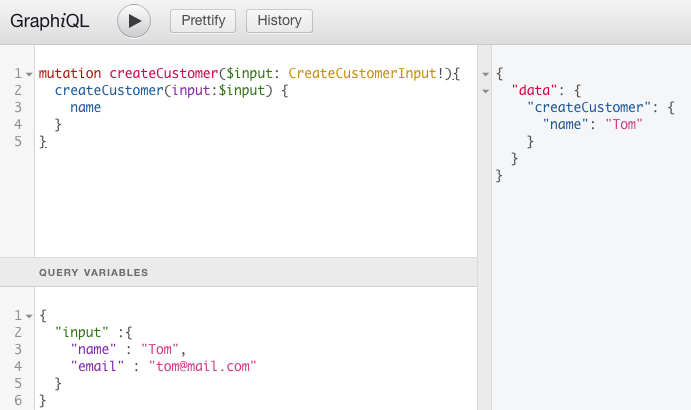 GraphiQL Prettify History
1 mutation createCustomer($input: CreateCustomerInput!){
2 createCustomer(input:$input) {
3 name
4 }
5 }
QUERY VARIABLES
1 {
2 "input" :{
3 "name" : "Tom",
4 "email" : "tom@mail.com"
5 }
6 }
{
"data": {
"createCustomer": {
"name": "Tom"
}
}
}